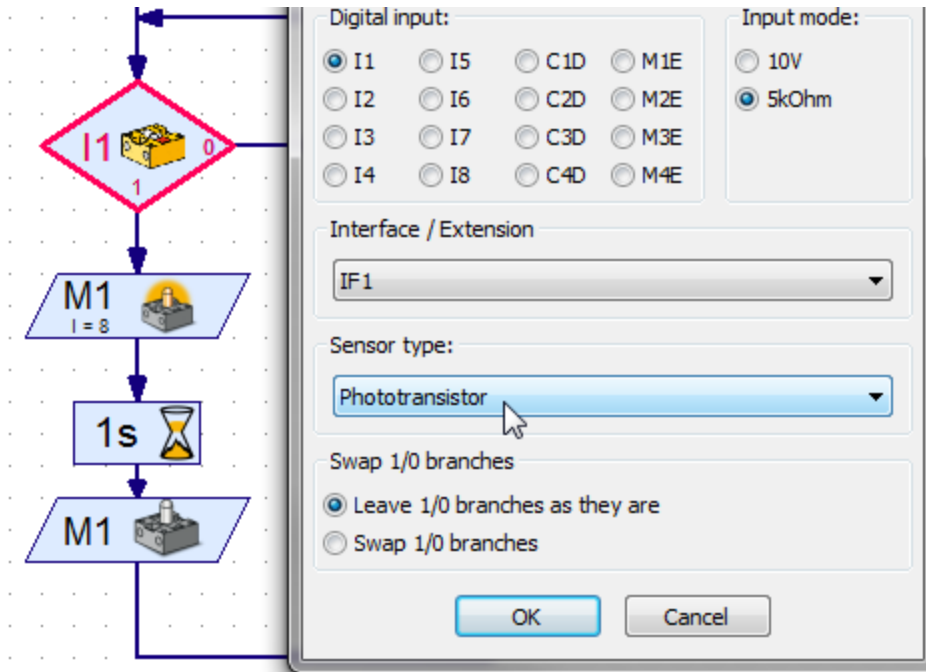 I1
0
1
M1
I = 8
1s
M1
Digital input:
I1 I5 C1D M1E
I2 I6 C2D M2E
I3 I7 C3D M3E
I4 I8 C4D M4E
Input mode:
10V
5kOhm
Interface / Extension
IF1
Sensor type:
Phototransistor
Swap 1/0 branches
Leave 1/0 branches as they are
Swap 1/0 branches
OK Cancel